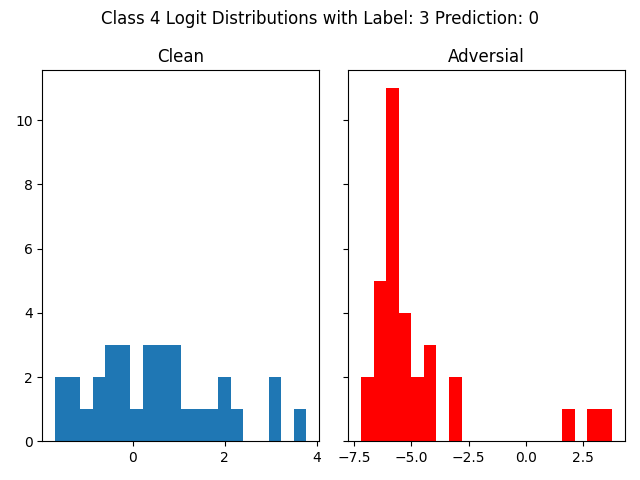 Class 4 Logit Distributions with Label: 3 Prediction: 0
Clean
Adversial
10
8
6
4
2
0
0 2 4
−7.5 −5.0 −2.5 0.0 2.5